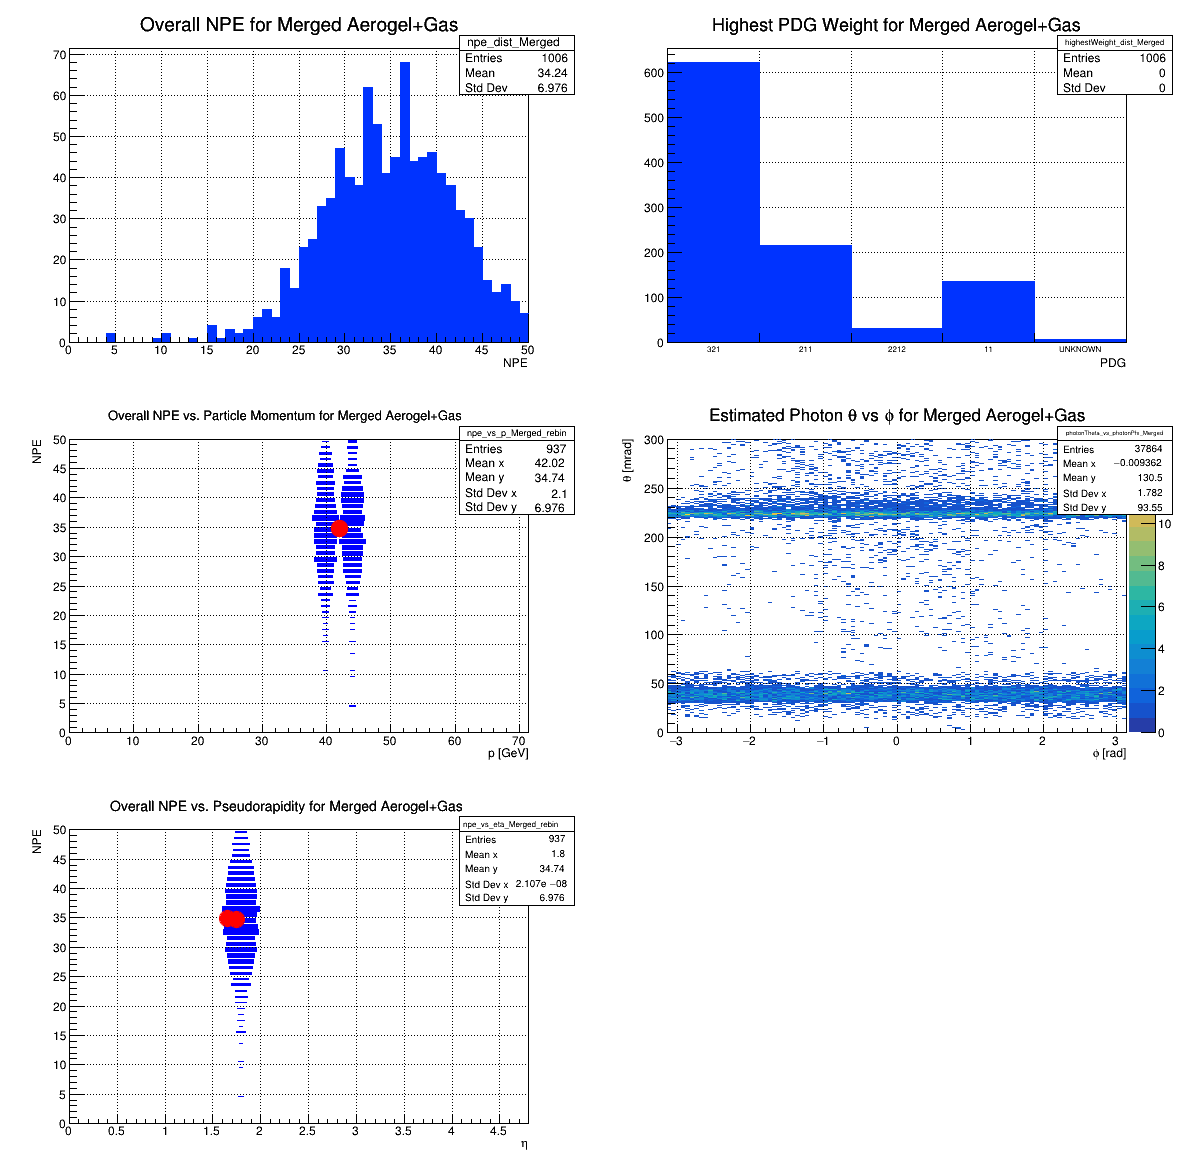 Overall NPE for Merged Aerogel+Gas
npe_dist_Merged
Entries 1006
Mean 34.24
Std Dev 6.976
70
60
50
40
30
20
10
0
0 5 10 15 20 25 30 35 40 45 50
NPE
Highest PDG Weight for Merged Aerogel+Gas
highestWeight_dist_Merged
Entries 1006
Mean 0
Std Dev 0
600
500
400
300
200
100
0
321 211 2212 11 UNKNOWN
PDG
Overall NPE vs. Particle Momentum for Merged Aerogel+Gas
npe_vs_p_Merged_rebin
Entries 937
Mean x 42.02
Mean y 34.74
Std Dev x 2.1
Std Dev y 6.976
NPE
50
45
40
35
30
25
20
15
10
5
0
0 10 20 30 40 50 60 70
p [GeV]
Estimated Photon θ vs ϕ for Merged Aerogel+Gas
photonTheta_vs_photonPhi_Merged
Entries 37864
Mean x −0.009362
Mean y 130.5
Std Dev x 1.782
Std Dev y 93.55
θ [mrad]
300
250
200
150
100
50
0
−3 −2 −1 0 1 2 3
ϕ [rad]
10
8
6
4
2
0
Overall NPE vs. Pseudorapidity for Merged Aerogel+Gas
npe_vs_eta_Merged_rebin
Entries 937
Mean x 1.8
Mean y 34.74
Std Dev x 2.107e −08
Std Dev y 6.976
NPE
50
45
40
35
30
25
20
15
10
5
0
0 0.5 1 1.5 2 2.5 3 3.5 4 4.5
η